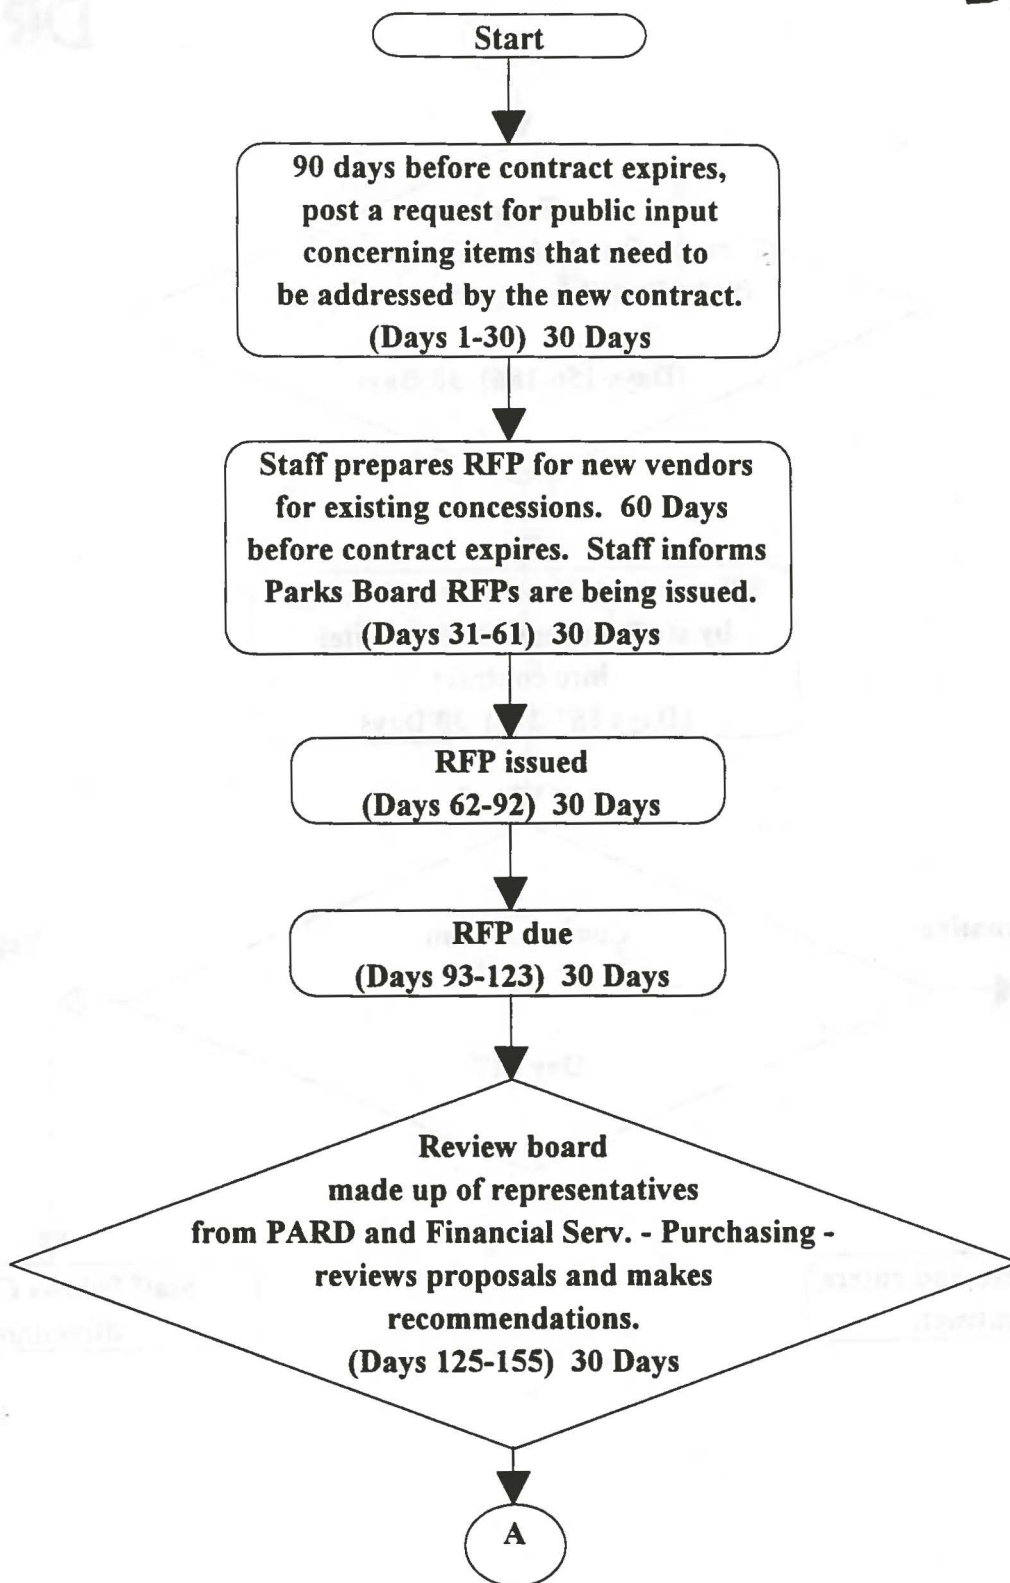 Start
90 days before contract expires,
post a request for public input
concerning items that need to
be addressed by the new contract.
(Days 1-30) 30 Days
Staff prepares RFP for new vendors
for existing concessions. 60 Days
before contract expires. Staff informs
Parks Board RFPs are being issued.
(Days 31-61) 30 Days
RFP issued
(Days 62-92) 30 Days
RFP due
(Days 93-123) 30 Days
Review board
made up of representatives
from PARD and Financial Serv. - Purchasing -
reviews proposals and makes
recommendations.
(Days 125-155) 30 Days
A